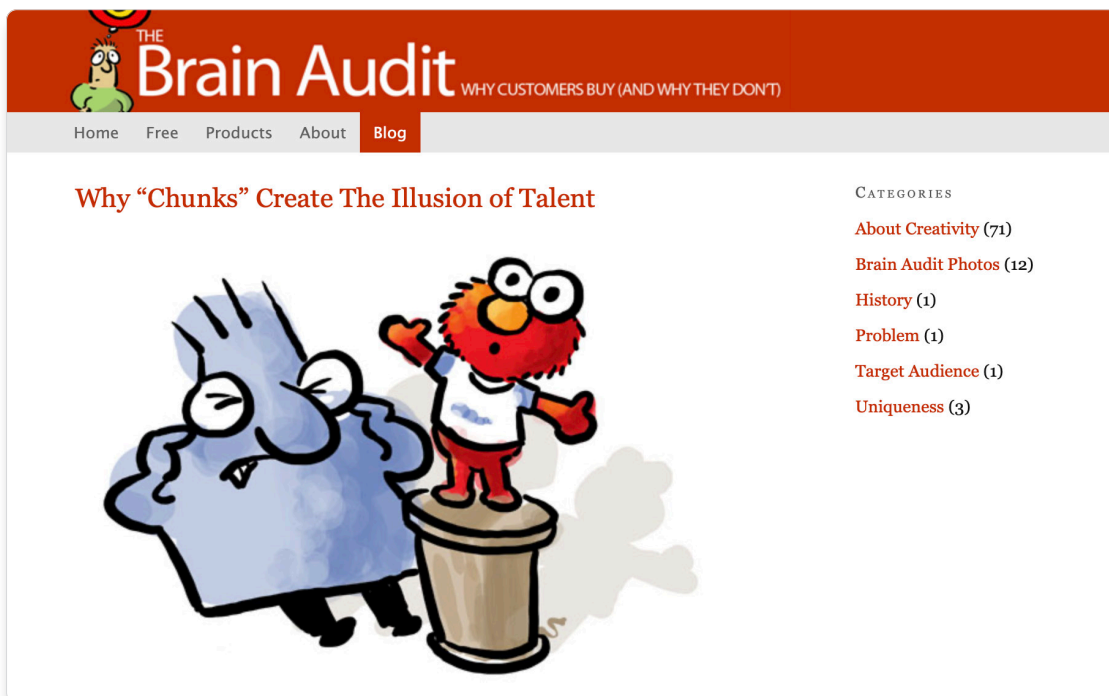 THE
Brain Audit WHY CUSTOMERS BUY (AND WHY THEY DON'T)
Home Free Products About Blog
Why “Chunks” Create The Illusion of Talent
Categories
About Creativity (71)
Brain Audit Photos (12)
History (1)
Problem (1)
Target Audience (1)
Uniqueness (3)